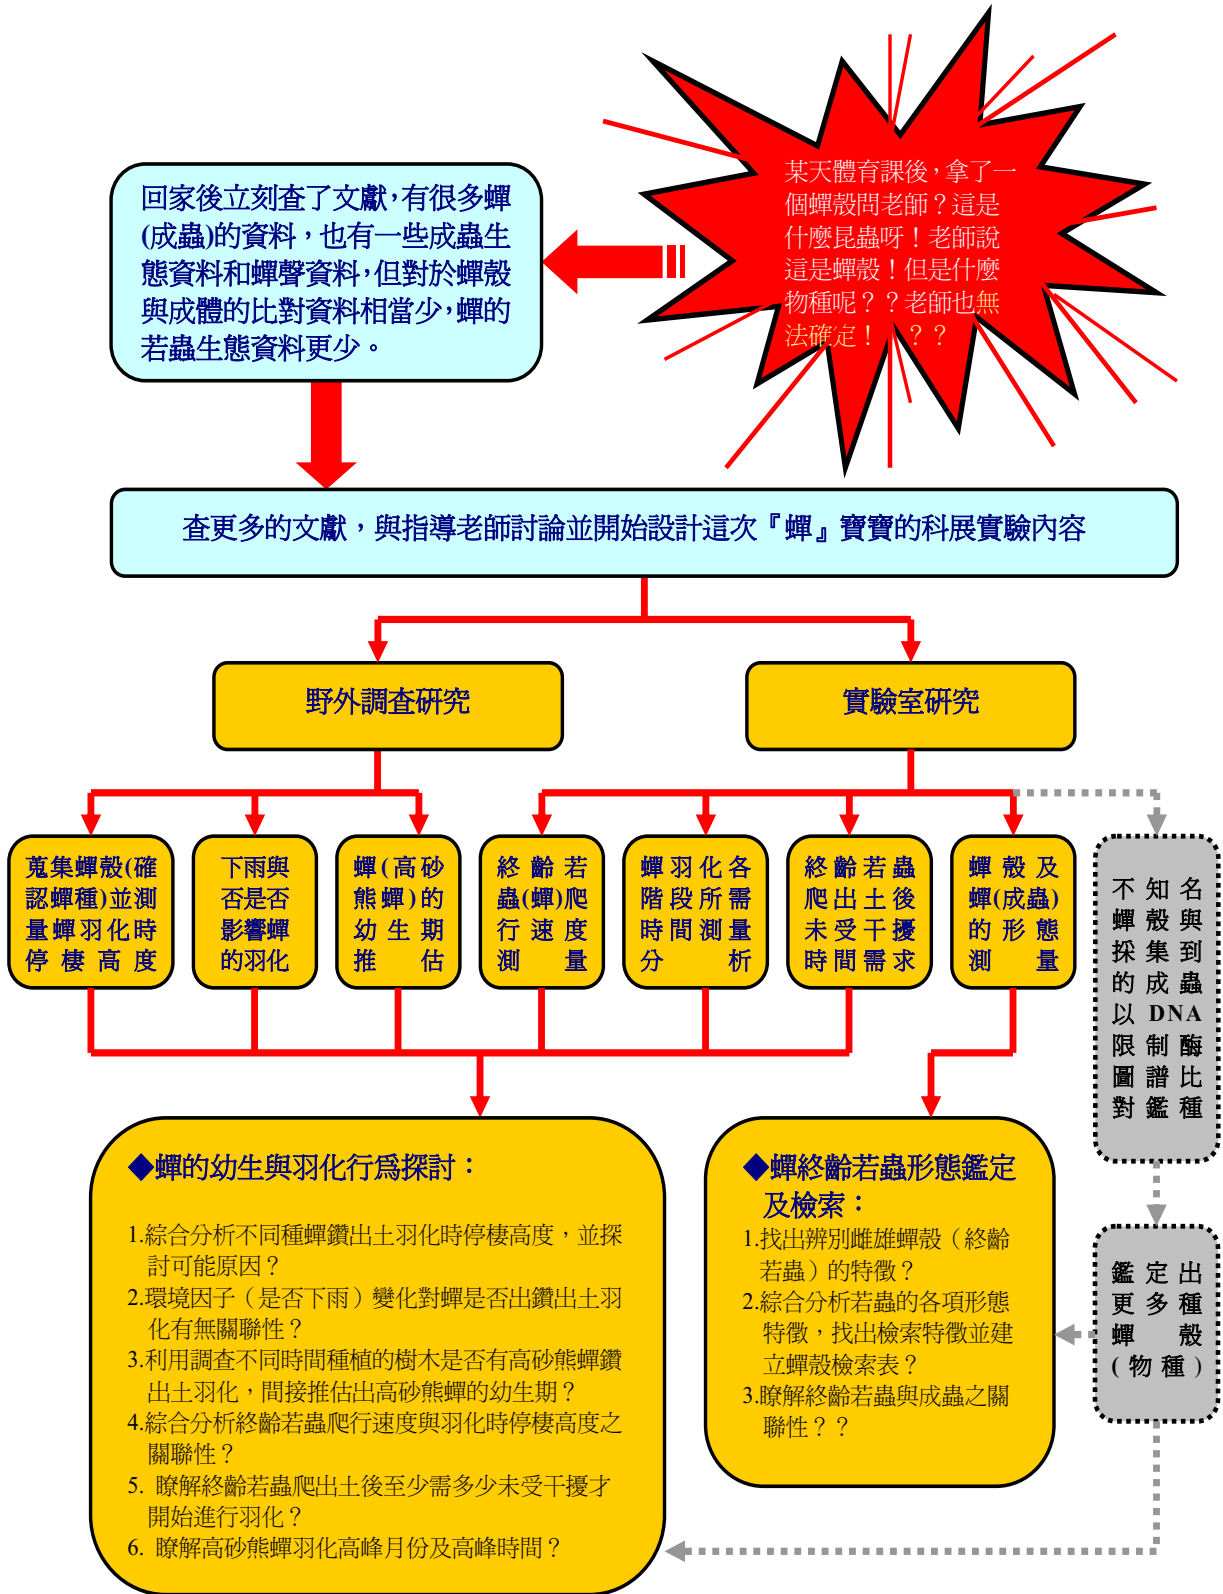 某天體育課後，拿了一
個蟬殼問老師？這是
什麼昆蟲呀！老師說
這是蟬殼！但是什麼
物種呢？？老師也無
法確定！ ？？
回家後立刻查了文獻，有很多蟬
(成蟲)的資料，也有一些成蟲生
態資料和蟬聲資料，但對於蟬殼
與成體的比對資料相當少，蟬的
若蟲生態資料更少。
查更多的文獻，與指導老師討論並開始設計這次『蟬』寶寶的科展實驗內容
野外調查研究
實驗室研究
蒐集蟬殼(確
認蟬種)並測
量蟬羽化時
停棲高度
下雨與
否是否
影響蟬
的羽化
蟬(高砂
熊蟬)的
幼生期
推估
終齡若
蟲(蟬)爬
行速度
測量
蟬羽化各
階段所需
時間測量
分析
終齡若蟲
爬出土後
未受干擾
時間需求
蟬殼及
蟬(成蟲)
的形態
測量
不知名
蟬殼與
採集到
的成蟲
以DNA
限制酶
圖譜比
對鑑種
◆蟬的幼生與羽化行為探討：
1.綜合分析不同種蟬鑽出土羽化時停棲高度，並探
討可能原因？
2.環境因子（是否下雨）變化對蟬是否出鑽出土羽
化有無關聯性？
3.利用調查不同時間種植的樹木是否有高砂熊蟬鑽
出土羽化，間接推估出高砂熊蟬的幼生期？
4.綜合分析終齡若蟲爬行速度與羽化時停棲高度之
關聯性？
5. 瞭解終齡若蟲爬出土後至少需多少未受干擾才
開始進行羽化？
6. 瞭解高砂熊蟬羽化高峰月份及高峰時間？
◆蟬終齡若蟲形態鑑定
及檢索：
1.找出辨別雌雄蟬殼（終齡
若蟲）的特徵？
2.綜合分析若蟲的各項形態
特徵，找出檢索特徵並建
立蟬殼檢索表？
3.瞭解終齡若蟲與成蟲之關
聯性？？
鑑定出
更多種
蟬殼
(物種)